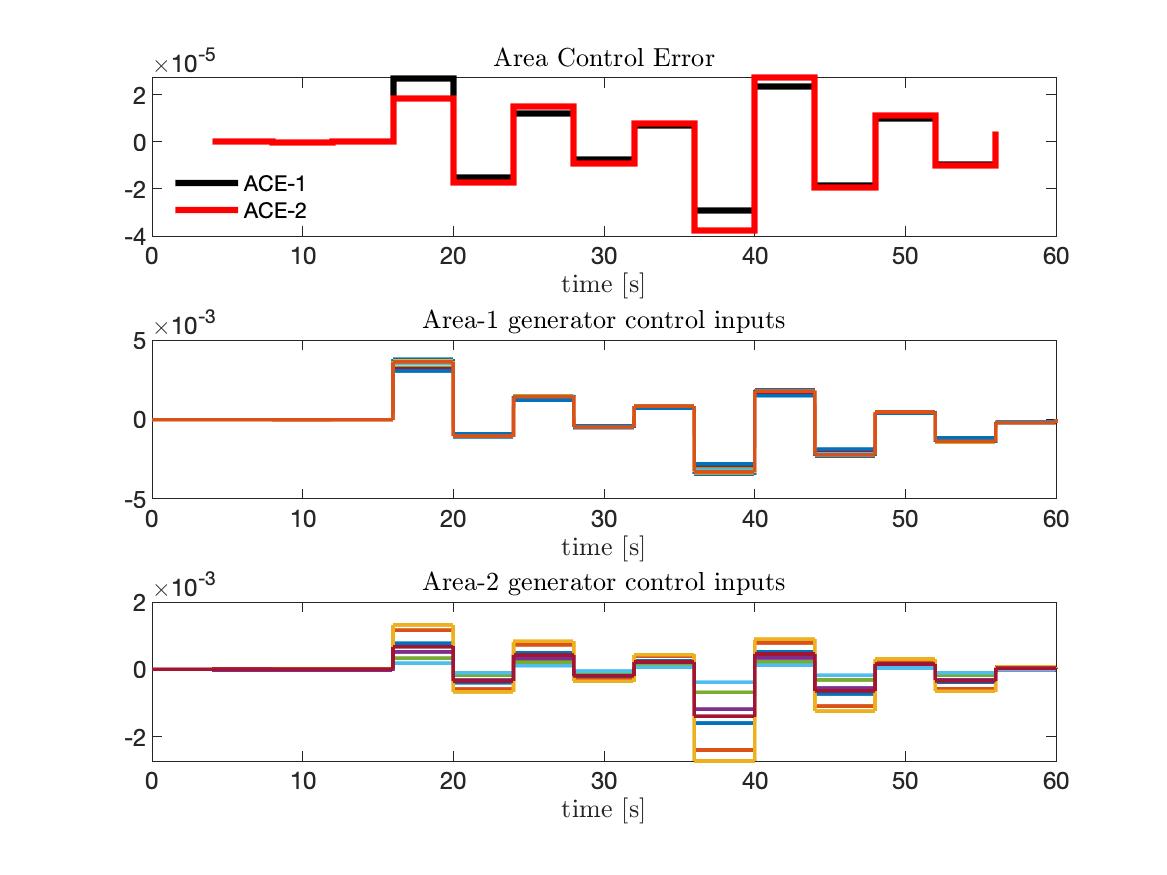 Area Control Error
×10-5
2
0
-2
-4
ACE-1
ACE-2
0 10 20 30 40 50 60
time [s]
Area-1 generator control inputs
×10-3
5
0
-5
0 10 20 30 40 50 60
time [s]
Area-2 generator control inputs
×10-3
2
0
-2
0 10 20 30 40 50 60
time [s]